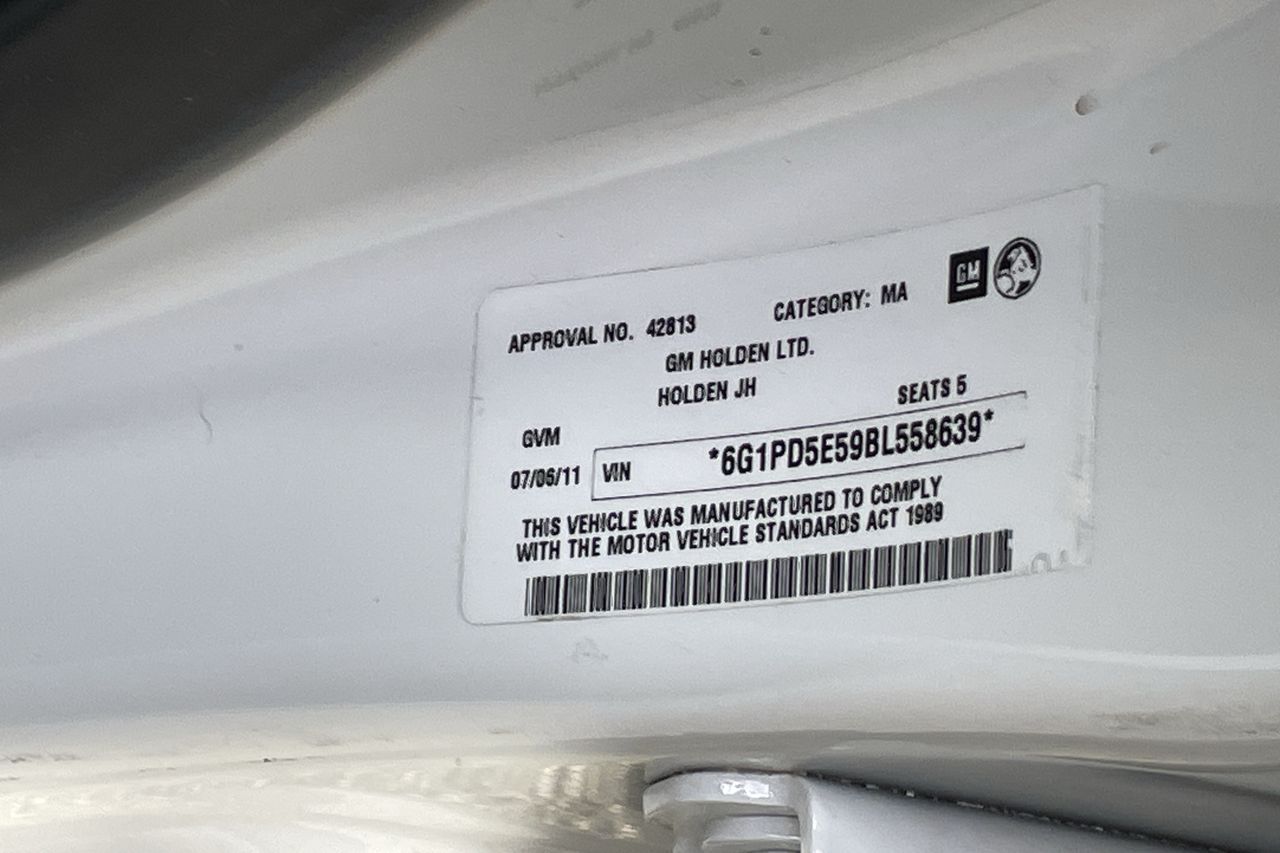 GM
APPROVAL NO. 42813 CATEGORY: MA
GM HOLDEN LTD.
HOLDEN JH SEATS 5
GVM
07/06/11 VIN *6G1PD5E59BL558639*
THIS VEHICLE WAS MANUFACTURED TO COMPLY
WITH THE MOTOR VEHICLE STANDARDS ACT 1989